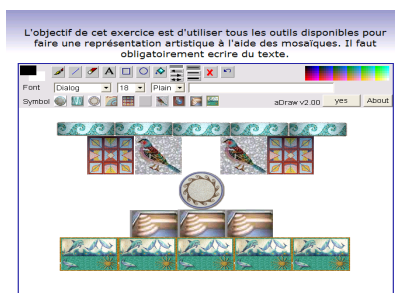 L'objectif de cet exercice est d'utiliser tous les outils disponibles pour
faire une représentation artistique à l'aide des mosaïques. Il faut
obligatoirement ecrire du texte.
A
Font Dialog 18 Plain
Symbol aDraw v2.00 yes About